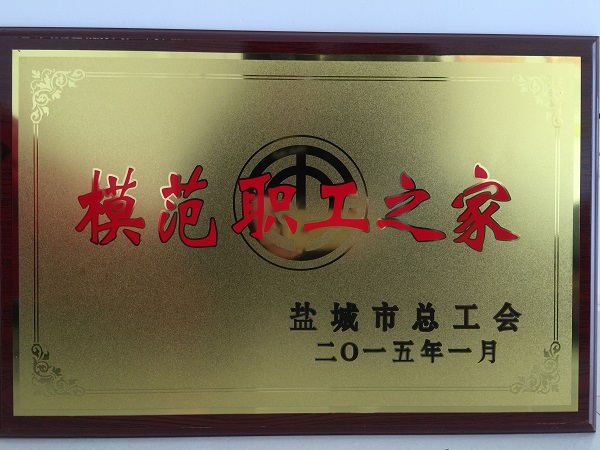 模范职工之家
盐城市总工会
二〇一五年一月